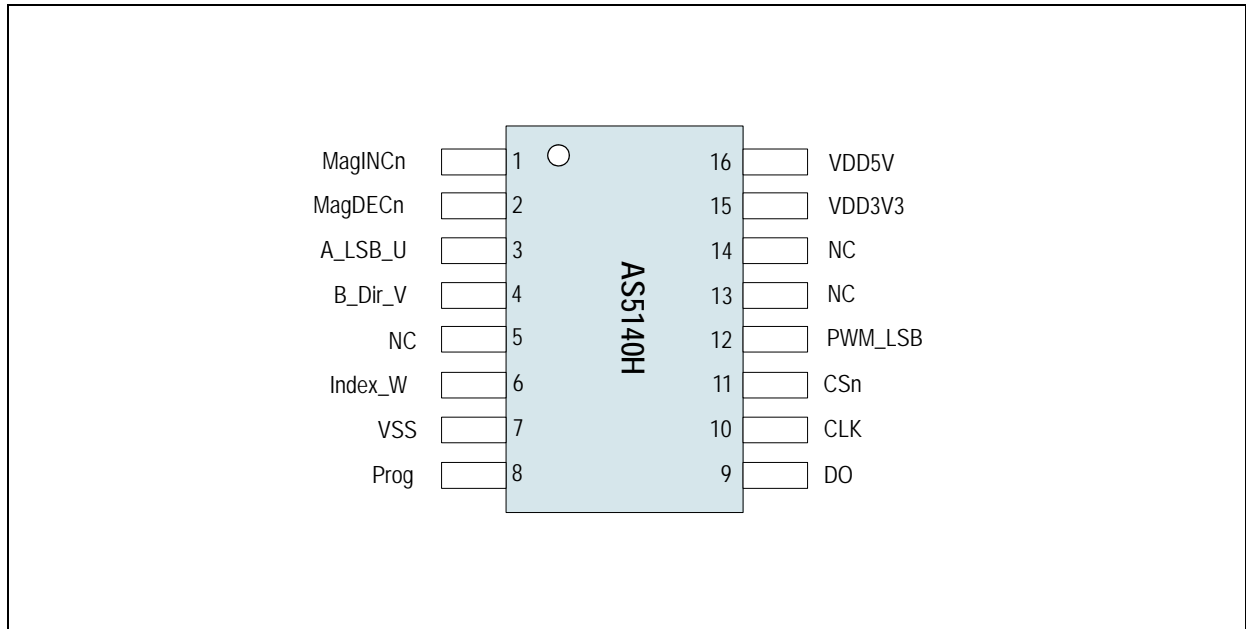 MagINCn 1 16 VDD5V
MagDECn 2 15 VDD3V3
A_LSB_U 3 14 NC
B_Dir_V 4 13 NC
NC 5 12 PWM_LSB
Index_W 6 11 CSn
VSS 7 10 CLK
Prog 8 9 DO
AS5140H